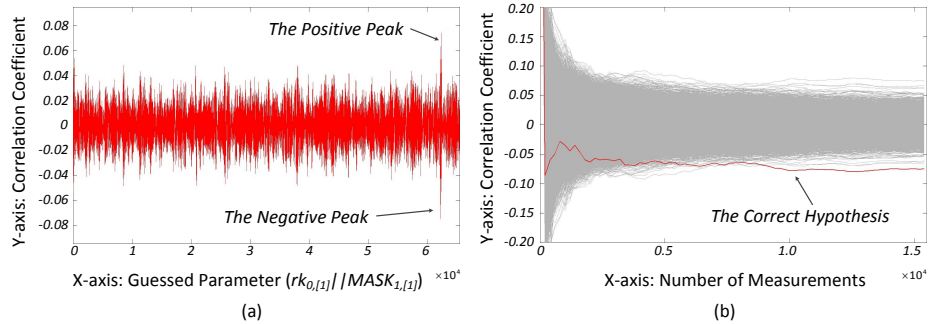 0.08
0.06
0.04
0.02
0
-0.02
-0.04
-0.06
-0.08
Y-axis: Correlation Coefficient
The Positive Peak
The Negative Peak
0 1 2 3 4 5 6
×10⁴
X-axis: Guessed Parameter (rk₀,[1]||MASK₁,[1])
(a)
0.20
0.15
0.10
0.05
0
-0.05
-0.10
-0.15
-0.20
Y-axis: Correlation Coefficient
The Correct Hypothesis
0 0.5 1.0 1.5
×10⁴
X-axis: Number of Measurements
(b)